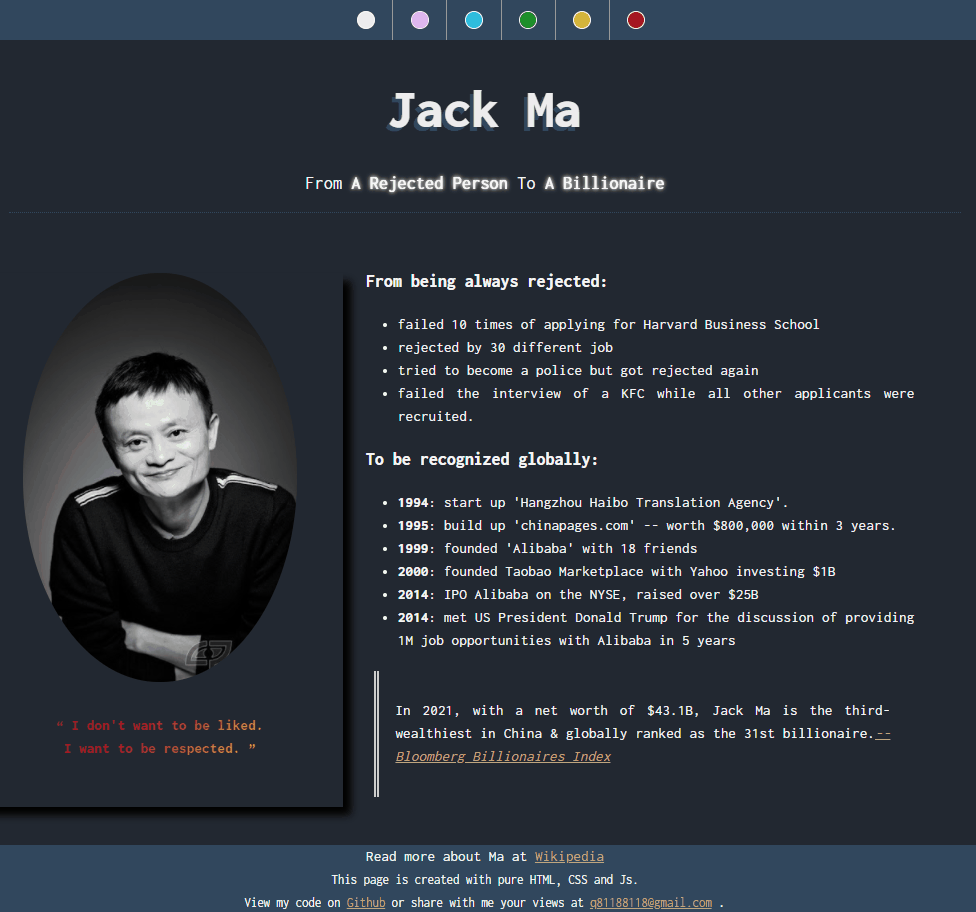 Jack Ma
From A Rejected Person To A Billionaire
From being always rejected:
• failed 10 times of applying for Harvard Business School
• rejected by 30 different job
• tried to become a police but got rejected again
• failed the interview of a KFC while all other applicants were
recruited.
To be recognized globally:
• 1994: start up 'Hangzhou Haibo Translation Agency'.
• 1995: build up 'chinapages.com' -- worth $800,000 within 3 years.
• 1999: founded 'Alibaba' with 18 friends
• 2000: founded Taobao Marketplace with Yahoo investing $1B
• 2014: IPO Alibaba on the NYSE, raised over $25B
• 2014: met US President Donald Trump for the discussion of providing
1M job opportunities with Alibaba in 5 years
“ I don't want to be liked.
I want to be respected. ”
In 2021, with a net worth of $43.1B, Jack Ma is the third-
wealthiest in China & globally ranked as the 31st billionaire.--
Bloomberg Billionaires Index
Read more about Ma at Wikipedia
This page is created with pure HTML, CSS and Js.
View my code on Github or share with me your views at q81188118@gmail.com .